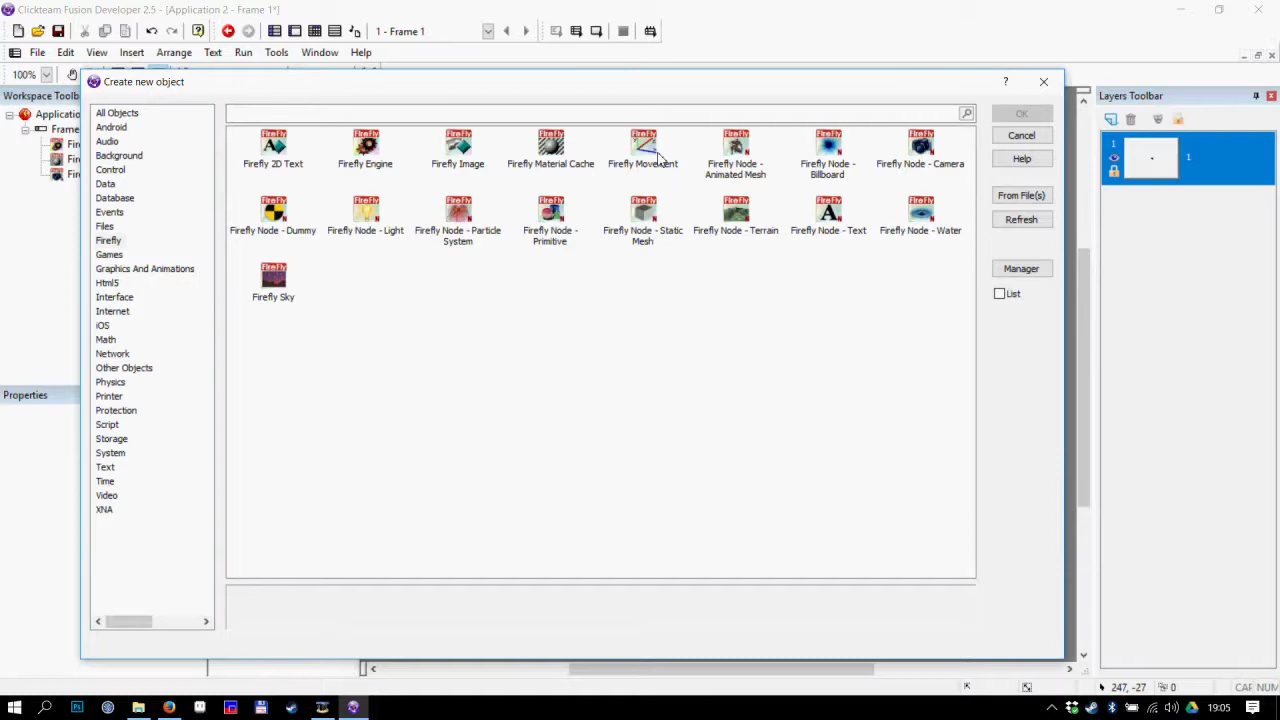 Clickteam Fusion Developer 2.5 - [Application 2 - Frame 1*]
1 - Frame 1
File Edit View Insert Arrange Text Run Tools Window Help
100%
Workspace Toolb
Create new object
Layers Toolbar
Applicatio
Frame
Fir
Fir
Fir
Properties
All Objects
Android
Audio
Background
Control
Data
Database
Events
Files
Firefly
Games
Graphics And Animations
Html5
Interface
Internet
iOS
Math
Network
Other Objects
Physics
Printer
Protection
Script
Storage
System
Text
Time
Video
XNA
Firefly 2D Text
Firefly Engine
Firefly Image
Firefly Material Cache
Firefly Movement
Firefly Node -
Animated Mesh
Firefly Node -
Billboard
Firefly Node - Camera
Firefly Node - Dummy
Firefly Node - Light
Firefly Node - Particle
System
Firefly Node -
Primitive
Firefly Node - Static
Mesh
Firefly Node - Terrain
Firefly Node - Text
Firefly Node - Water
Firefly Sky
OK
Cancel
Help
From File(s)
Refresh
Manager
List
1
1
247, -27
0
CAP NUM
19:05